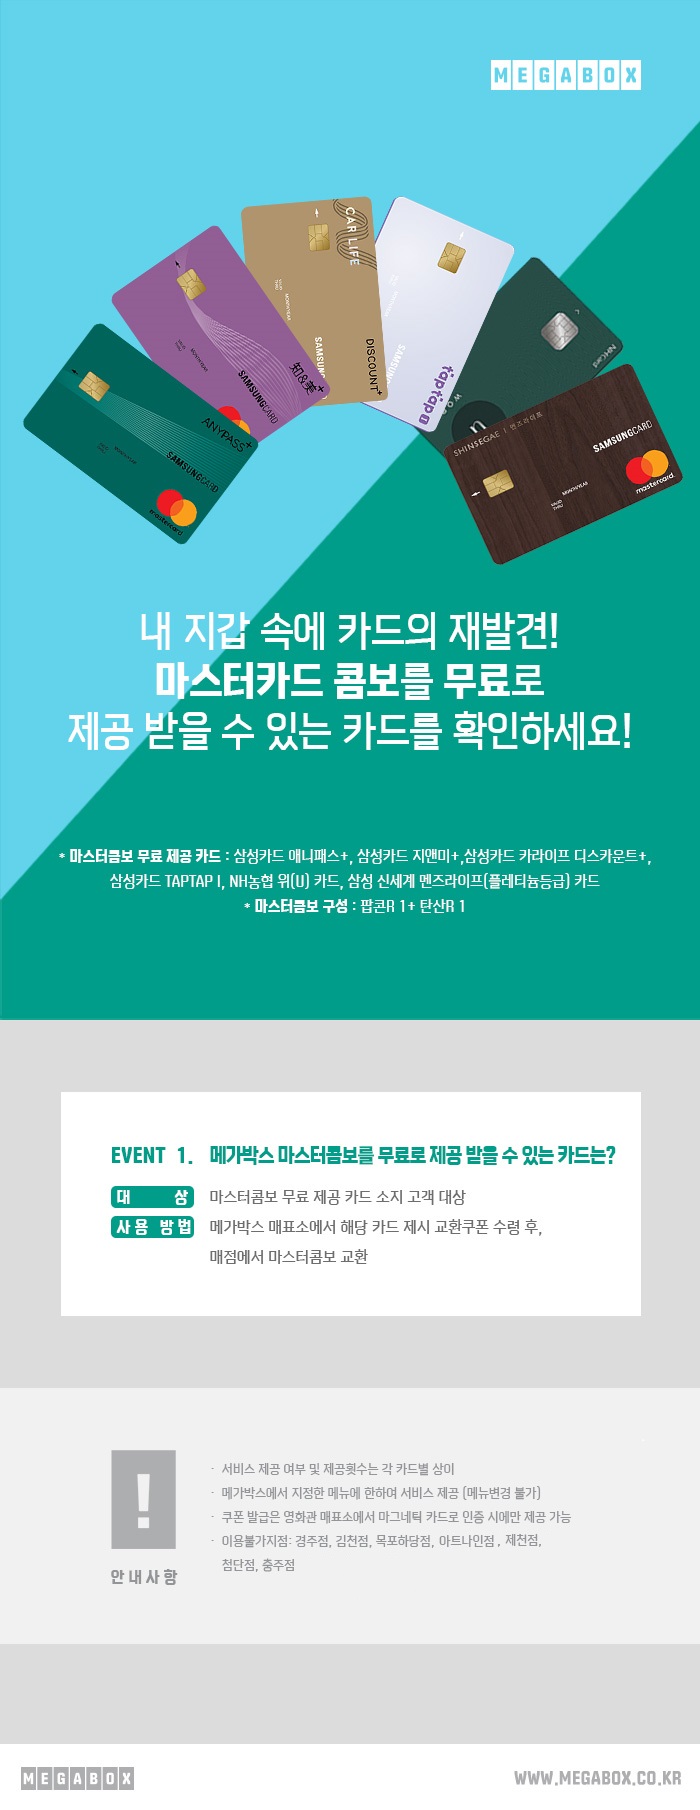 MEGABOX
CAR LIFE
DISCOUNT+
SAMSUNG
知&美+
SAMSUNGCARD
ANYPASS+
SAMSUNGCARD
mastercard
taptap I
SAMSUNG
NHCard
SHINSEGAE | 멘즈라이프
SAMSUNGCARD
MONTH/YEAR
VALID
THRU
mastercard
내 지갑 속에 카드의 재발견!
마스터카드 콤보를 무료로
제공 받을 수 있는 카드를 확인하세요!
* 마스터콤보 무료 제공 카드 : 삼성카드 애니패스+, 삼성카드 지앤미+,삼성카드 카라이프 디스카운트+,
삼성카드 TAPTAP I, NH농협 위(U) 카드, 삼성 신세계 멘즈라이프(플레티늄등급) 카드
* 마스터콤보 구성 : 팝콘R 1+ 탄산R 1
EVENT 1. 메가박스 마스터콤보를 무료로 제공 받을 수 있는 카드는?
대 상 마스터콤보 무료 제공 카드 소지 고객 대상
사용 방법 메가박스 매표소에서 해당 카드 제시 교환쿠폰 수령 후,
매점에서 마스터콤보 교환
· 서비스 제공 여부 및 제공횟수는 각 카드별 상이
· 메가박스에서 지정한 메뉴에 한하여 서비스 제공 (메뉴변경 불가)
· 쿠폰 발급은 영화관 매표소에서 마그네틱 카드로 인증 시에만 제공 가능
· 이용불가지점: 경주점, 김천점, 목포하당점, 아트나인점, 제천점,
첨단점, 충주점
!
안내사항
MEGABOX
WWW.MEGABOX.CO.KR